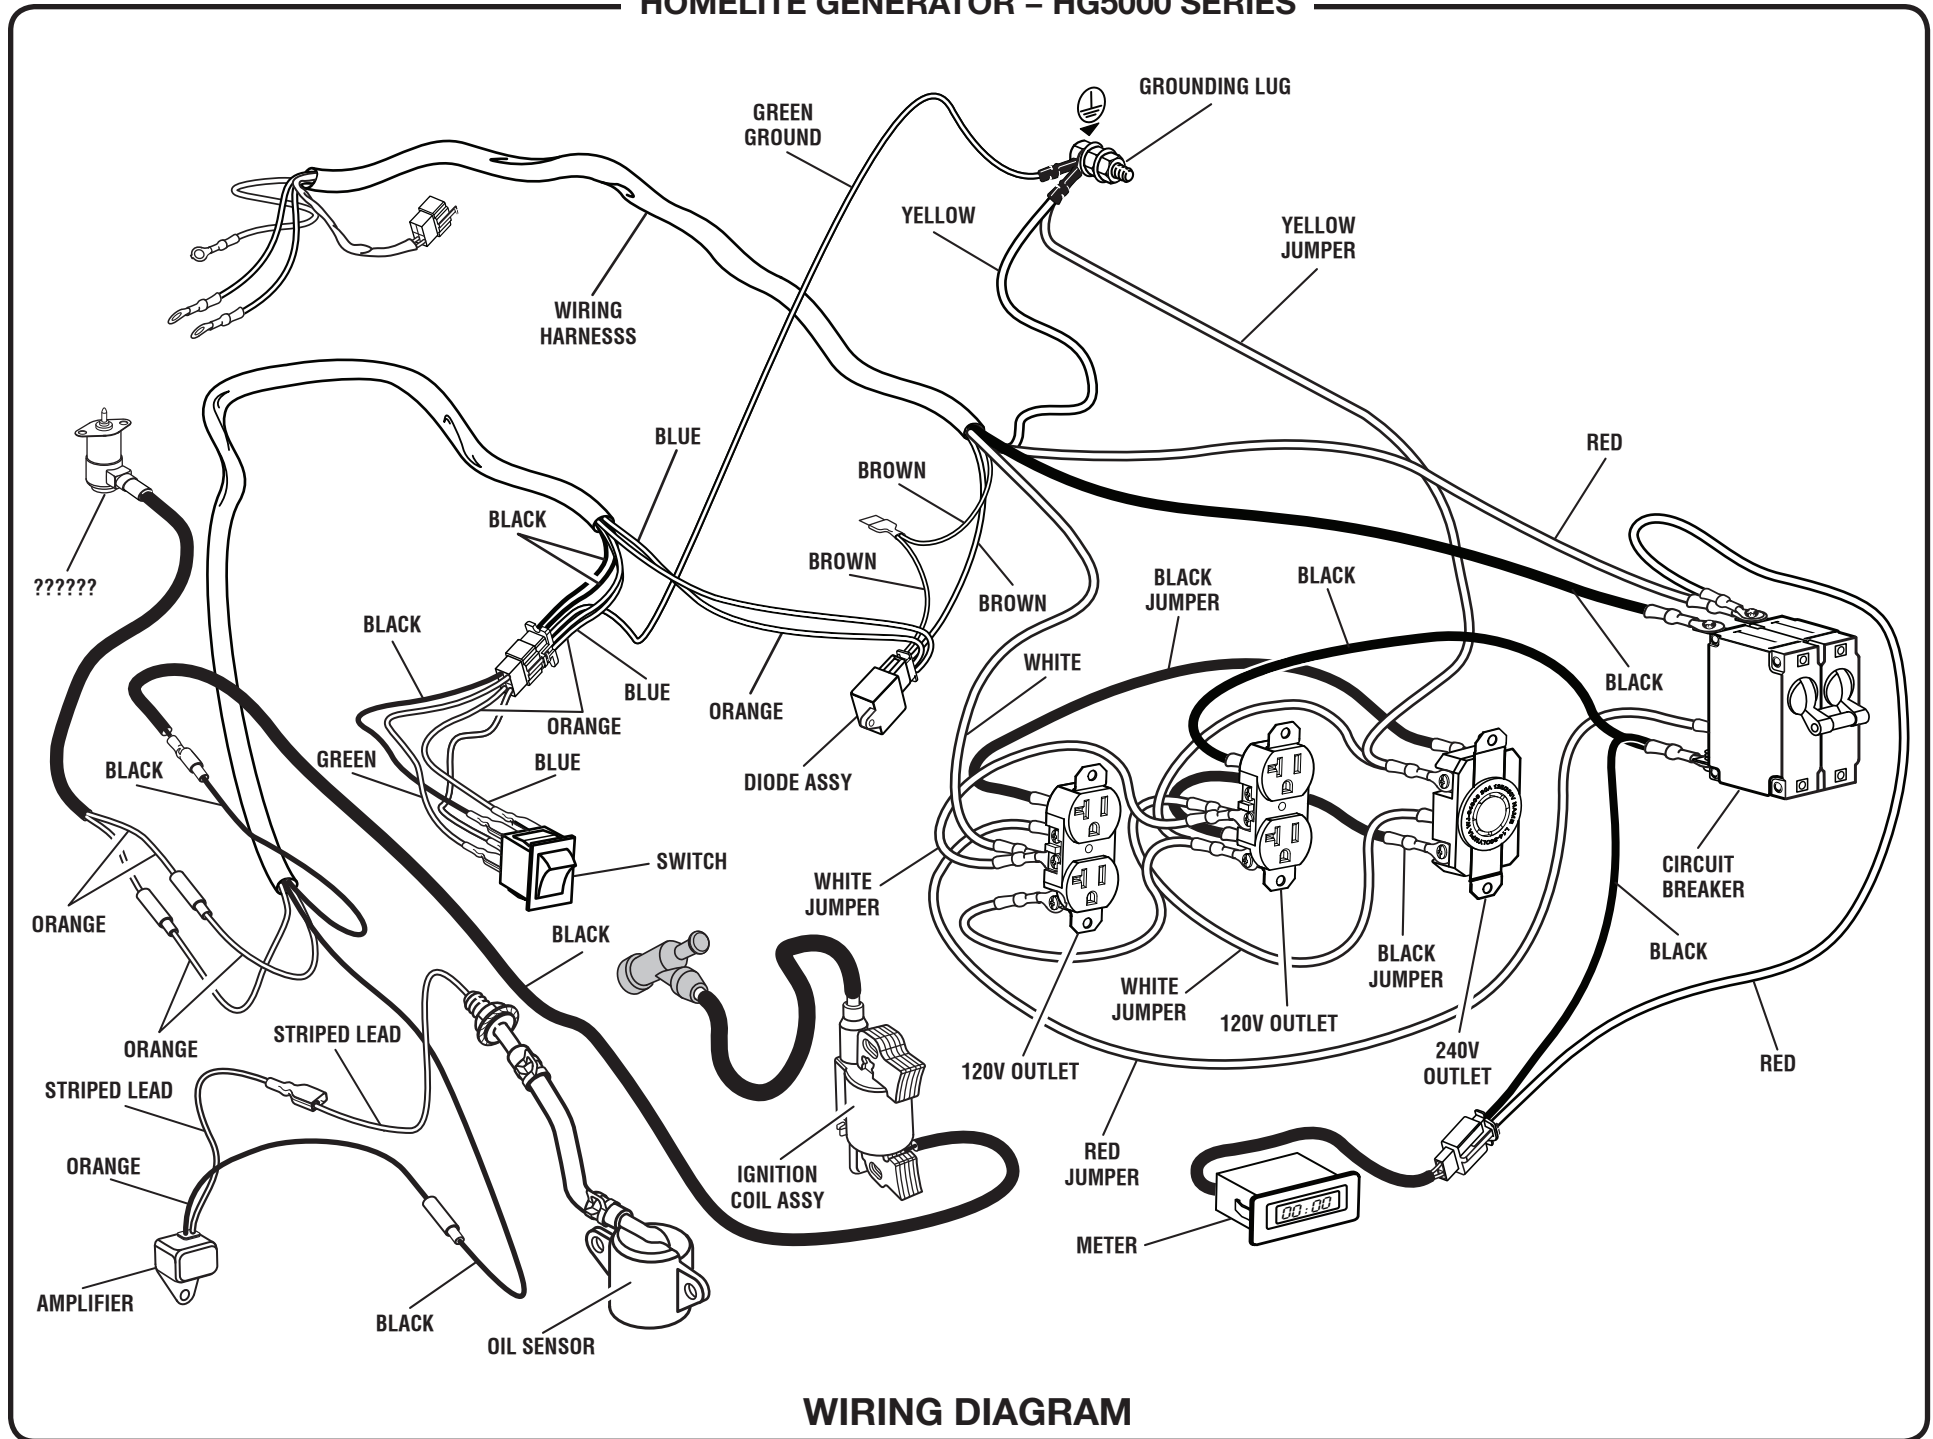 HOMELITE GENERATOR – HG5000 SERIES
GROUNDING LUG
GREEN
GROUND
YELLOW
YELLOW
JUMPER
WIRING
HARNESSS
BLUE
BROWN
RED
BLACK
??????
BROWN
BROWN
BLACK
JUMPER
BLACK
BLACK
WHITE
BLACK
BLUE
ORANGE
ORANGE
GREEN
BLUE
BLACK
DIODE ASSY
SWITCH
WHITE
JUMPER
CIRCUIT
BREAKER
ORANGE
BLACK
BLACK
JUMPER
BLACK
WHITE
JUMPER
120V OUTLET
STRIPED LEAD
ORANGE
240V
OUTLET
RED
120V OUTLET
STRIPED LEAD
ORANGE
RED
JUMPER
IGNITION
COIL ASSY
00:00
METER
AMPLIFIER
BLACK
OIL SENSOR
WIRING DIAGRAM